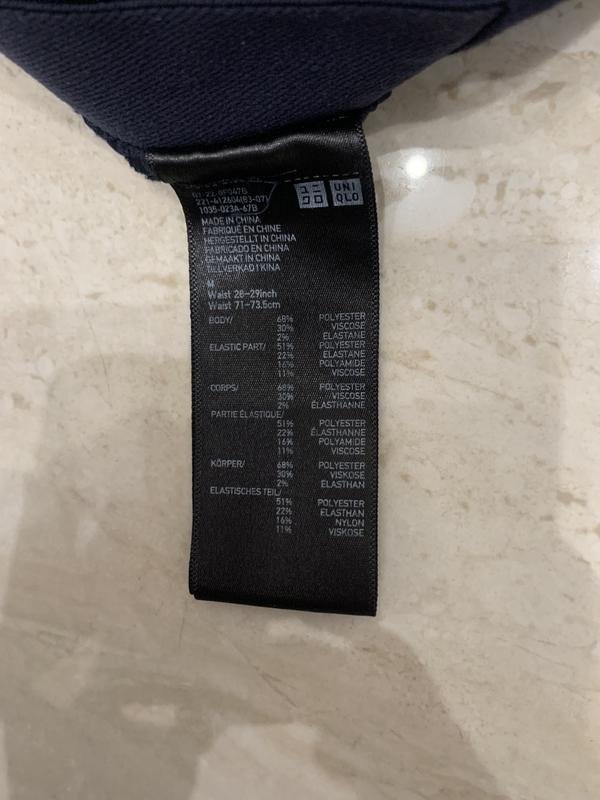 ユニ
クロ
UNI
QLO
221-412604(83-07)
1035-023A-67B
MADE IN CHINA
FABRIQUÉ EN CHINE
HERGESTELLT IN CHINA
FABRICADO EN CHINA
GEMAAKT IN CHINA
TILLVERKAD I KINA
M
Waist 28-29inch
Waist 71-73.5cm
BODY/ 68% POLYESTER
30% VISCOSE
2% ELASTANE
ELASTIC PART/ 51% POLYESTER
22% ELASTANE
16% POLYAMIDE
11% VISCOSE
CORPS/ 68% POLYESTER
30% VISCOSE
2% ÉLASTHANNE
PARTIE ÉLASTIQUE/
51% POLYESTER
22% ÉLASTHANNE
16% POLYAMIDE
11% VISCOSE
KÖRPER/ 68% POLYESTER
30% VISKOSE
2% ELASTHAN
ELASTISCHES TEIL/
51% POLYESTER
22% ELASTHAN
16% NYLON
11% VISKOSE